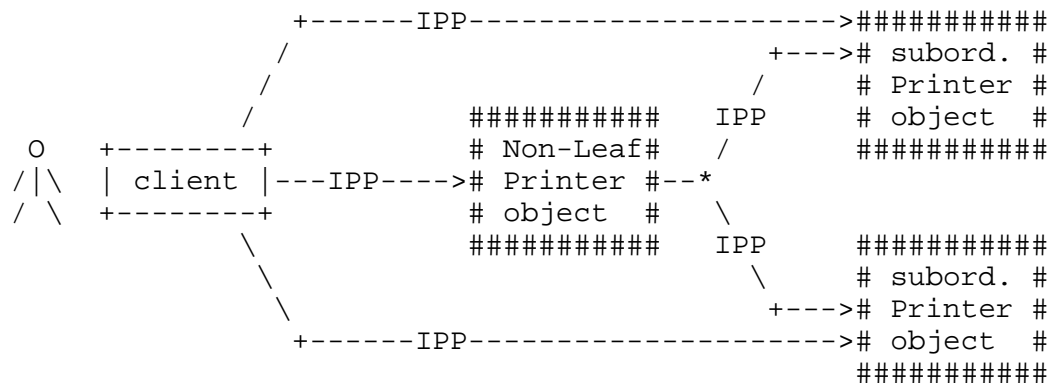 +------IPP--------------------->###########
/                         +---># subord. #
/                         /     # Printer #
/            ###########   IPP     # object  #
O    +--------+          # Non-Leaf#   /       ###########
/|\  | client |---IPP----># Printer #--*
/ \  +--------+          # object  #   \
\            ###########   IPP     ###########
\                         \     # subord. #
\                         +---># Printer #
+------IPP---------------------># object  #
###########